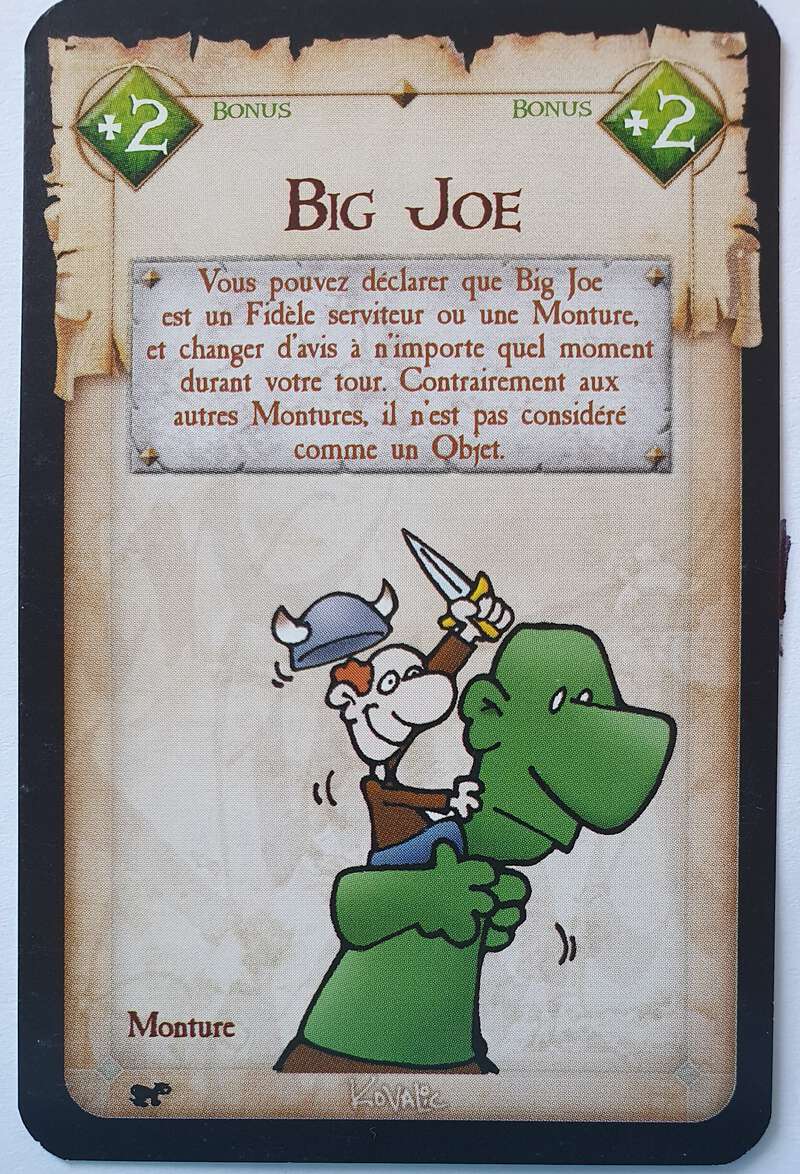 +2 BONUS BONUS +2
BIG JOE
Vous pouvez déclarer que Big Joe
est un Fidèle serviteur ou une Monture,
et changer d'avis à n'importe quel moment
durant votre tour. Contrairement aux
autres Montures, il n'est pas considéré
comme un Objet.
Monture
KOVALIC